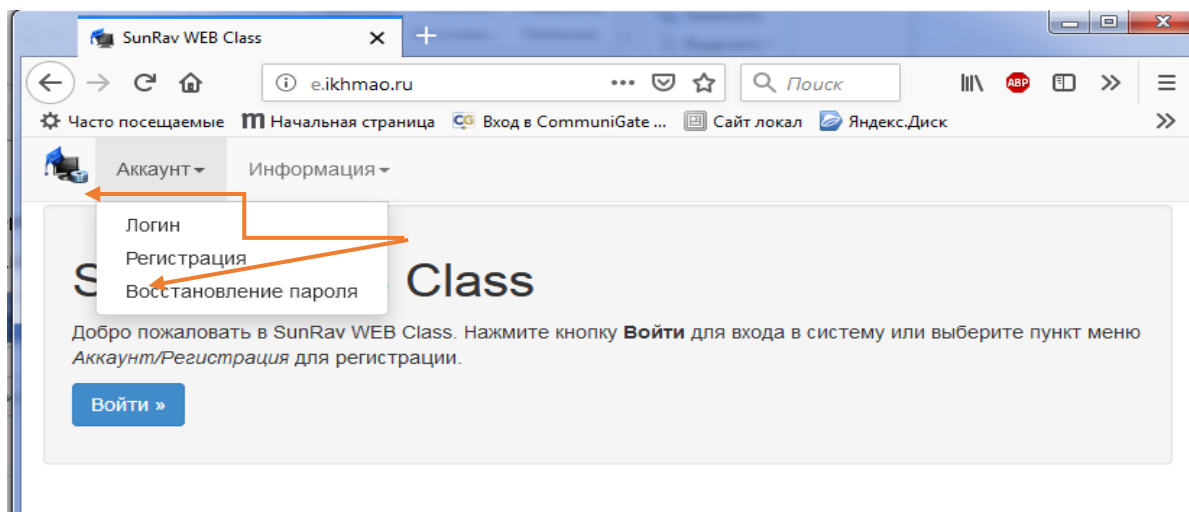 SunRav WEB Class
e.ikhmao.ru
Поиск
ABP
Часто посещаемые Начальная страница Вход в CommuniGate ... Сайт локал Яндекс.Диск
Аккаунт Информация
Логин
Регистрация
Восстановление пароля
S Class
Добро пожаловать в SunRav WEB Class. Нажмите кнопку Войти для входа в систему или выберите пункт меню
Аккаунт/Регистрация для регистрации.
Войти »